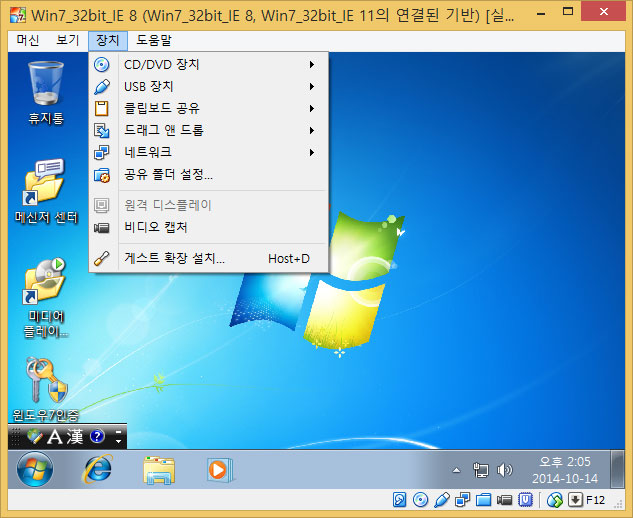 Win7_32bit_IE 8 (Win7_32bit_IE 8, Win7_32bit_IE 11의 연결된 기반) [실...
머신 보기 장치 도움말
CD/DVD 장치
USB 장치
클립보드 공유
드래그 앤 드롭
네트워크
공유 폴더 설정...
원격 디스플레이
비디오 캡처
게스트 확장 설치... Host+D
휴지통
메신저 센터
미디어
플레이...
윈도우7인증
A 漢 ?
오후 2:05
2014-10-14
F12